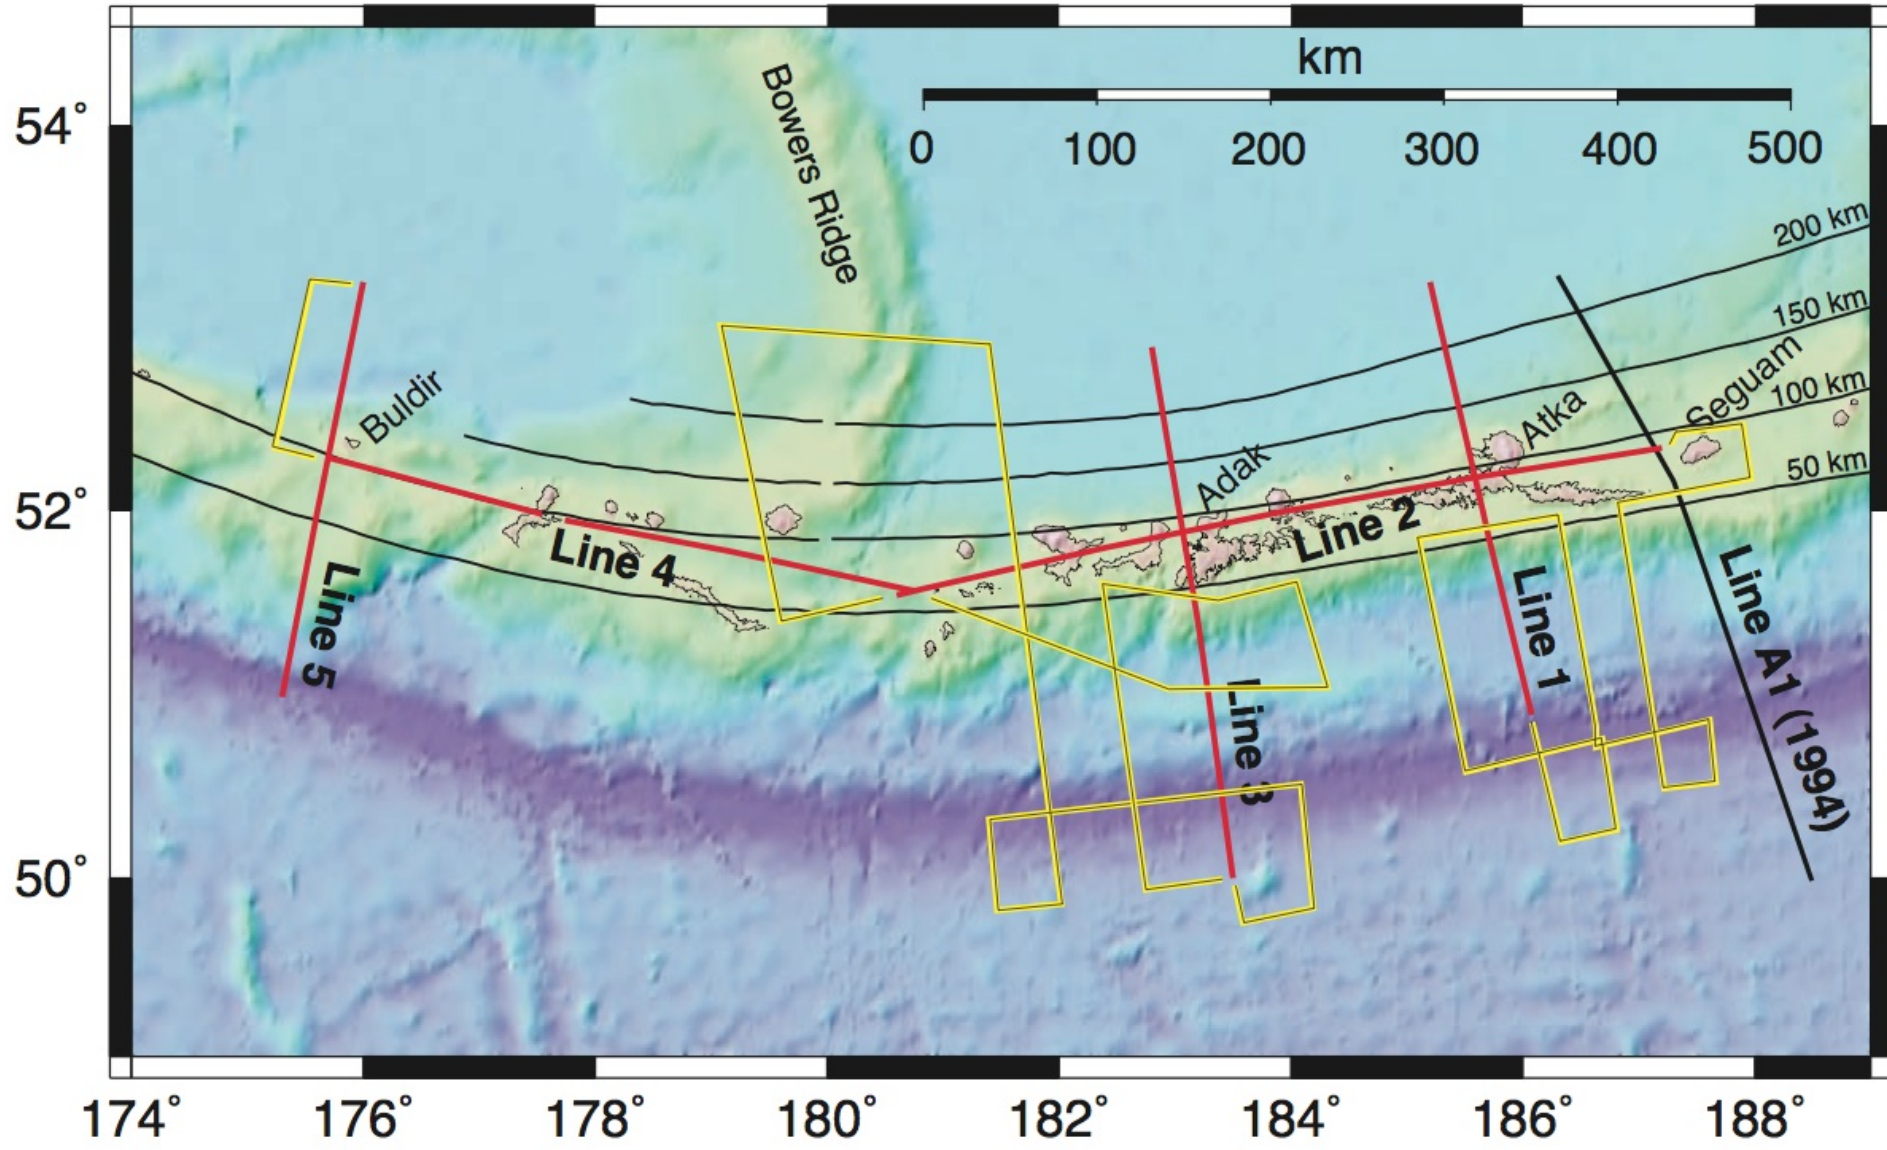 km
0 100 200 300 400 500
54°
52°
50°
Bowers Ridge
200 km
150 km
100 km
50 km
Buldir
Adak
Atka
Seguam
Line 4
Line 2
Line 5
Line 3
Line 1
Line A1 (1994)
174° 176° 178° 180° 182° 184° 186° 188°